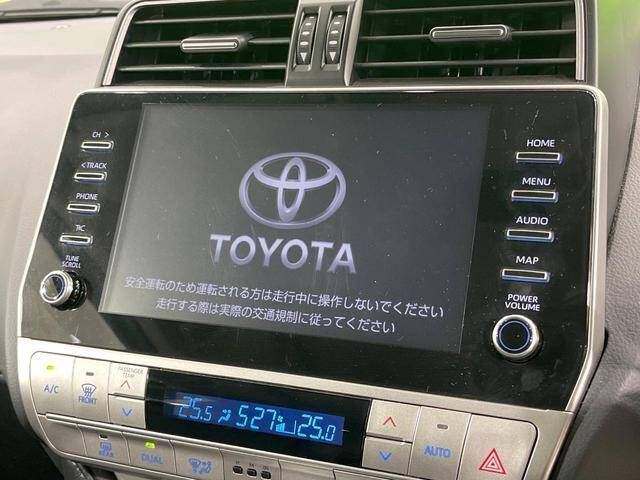 CH >
<TRACK
PHONE
T/C
TUNE
SCROLL
TOYOTA
安全運転のため運転される方は走行中に操作しないでください
走行する際は実際の交通規制に従ってください
HOME
MENU
AUDIO
MAP
POWER
VOLUME
A/C
FRONT
PASSENGER
TEMP
25.5
5:27
25.0
AUTO
REAR
DUAL